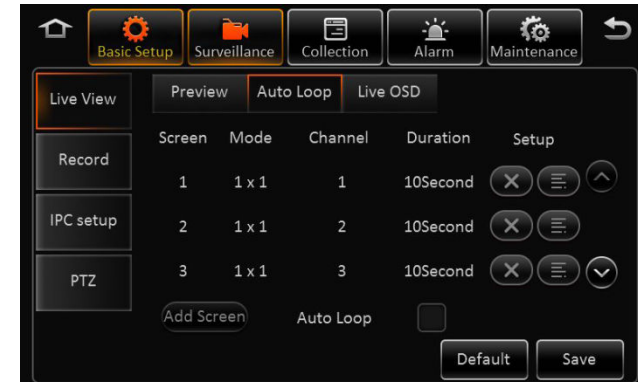 Basic Setup Surveillance Collection Alarm Maintenance
Live View Preview Auto Loop Live OSD
Screen Mode Channel Duration Setup
Record
1 1 x 1 1 10Second
IPC setup 2 1 x 1 2 10Second
PTZ 3 1 x 1 3 10Second
Add Screen Auto Loop
Default Save